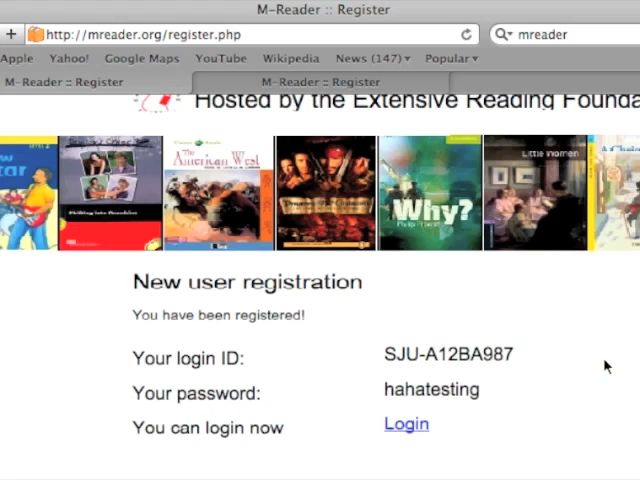 M-Reader :: Register
http://mreader.org/register.php
mreader
Apple Yahoo! Google Maps YouTube Wikipedia News (147) Popular
M-Reader :: Register M-Reader :: Register
Hosted by the Extensive Reading Founda
The American West
Why?
Little Women
New user registration
You have been registered!
Your login ID: SJU-A12BA987
Your password: hahatesting
You can login now Login